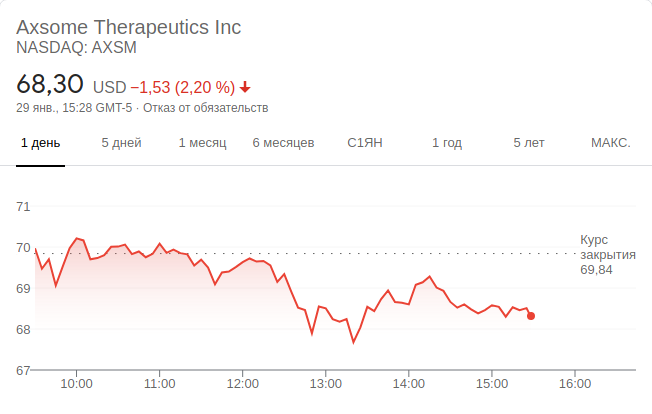 Axsome Therapeutics Inc
NASDAQ: AXSM
68,30 USD −1,53 (2,20 %)
29 янв., 15:28 GMT-5 · Отказ от обязательств
1 день 5 дней 1 месяц 6 месяцев С1ЯН 1 год 5 лет МАКС.
71
70
69
68
67
Курс
закрытия
69,84
10:00 11:00 12:00 13:00 14:00 15:00 16:00